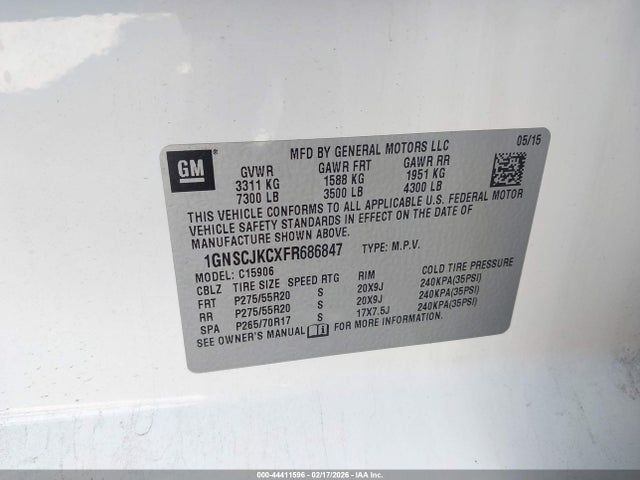 GM
MFD BY GENERAL MOTORS LLC 05/15
GVWR GAWR FRT GAWR RR
3311 KG 1588 KG 1951 KG
7300 LB 3500 LB 4300 LB
THIS VEHICLE CONFORMS TO ALL APPLICABLE U.S. FEDERAL MOTOR
VEHICLE SAFETY STANDARDS IN EFFECT ON THE DATE OF
MANUFACTURE SHOWN ABOVE.
1GNSCJKCXFR686847 TYPE: M.P.V.
MODEL: C15906
CBLZ TIRE SIZE SPEED RTG RIM COLD TIRE PRESSURE
FRT P275/55R20 S 20X9J 240KPA(35PSI)
RR P275/55R20 S 20X9J 240KPA(35PSI)
SPA P265/70R17 S 17X7.5J 240KPA(35PSI)
SEE OWNER'S MANUAL FOR MORE INFORMATION.
000-44411596 - 02/17/2026 - IAAI.COM